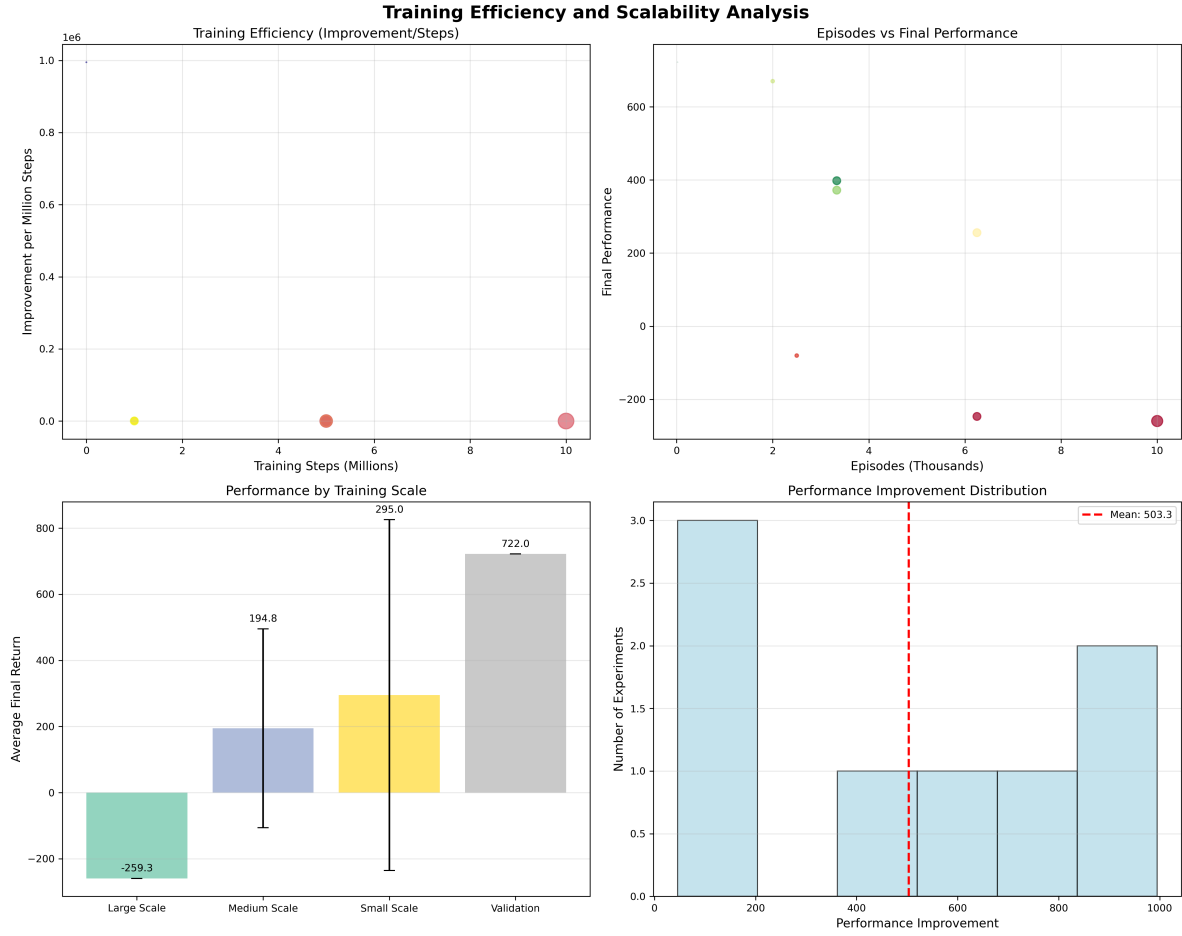 Training Efficiency and Scalability Analysis
Training Efficiency (Improvement/Steps)
1e6
1.0
0.8
0.6
0.4
0.2
0.0
Improvement per Million Steps
0 2 4 6 8 10
Training Steps (Millions)
Episodes vs Final Performance
600
400
200
0
−200
Final Performance
0 2 4 6 8 10
Episodes (Thousands)
Performance by Training Scale
800
600
400
200
0
−200
Average Final Return
-259.3
194.8
295.0
722.0
Large Scale Medium Scale Small Scale Validation
Performance Improvement Distribution
Mean: 503.3
3.0
2.5
2.0
1.5
1.0
0.5
0.0
Number of Experiments
0 200 400 600 800 1000
Performance Improvement